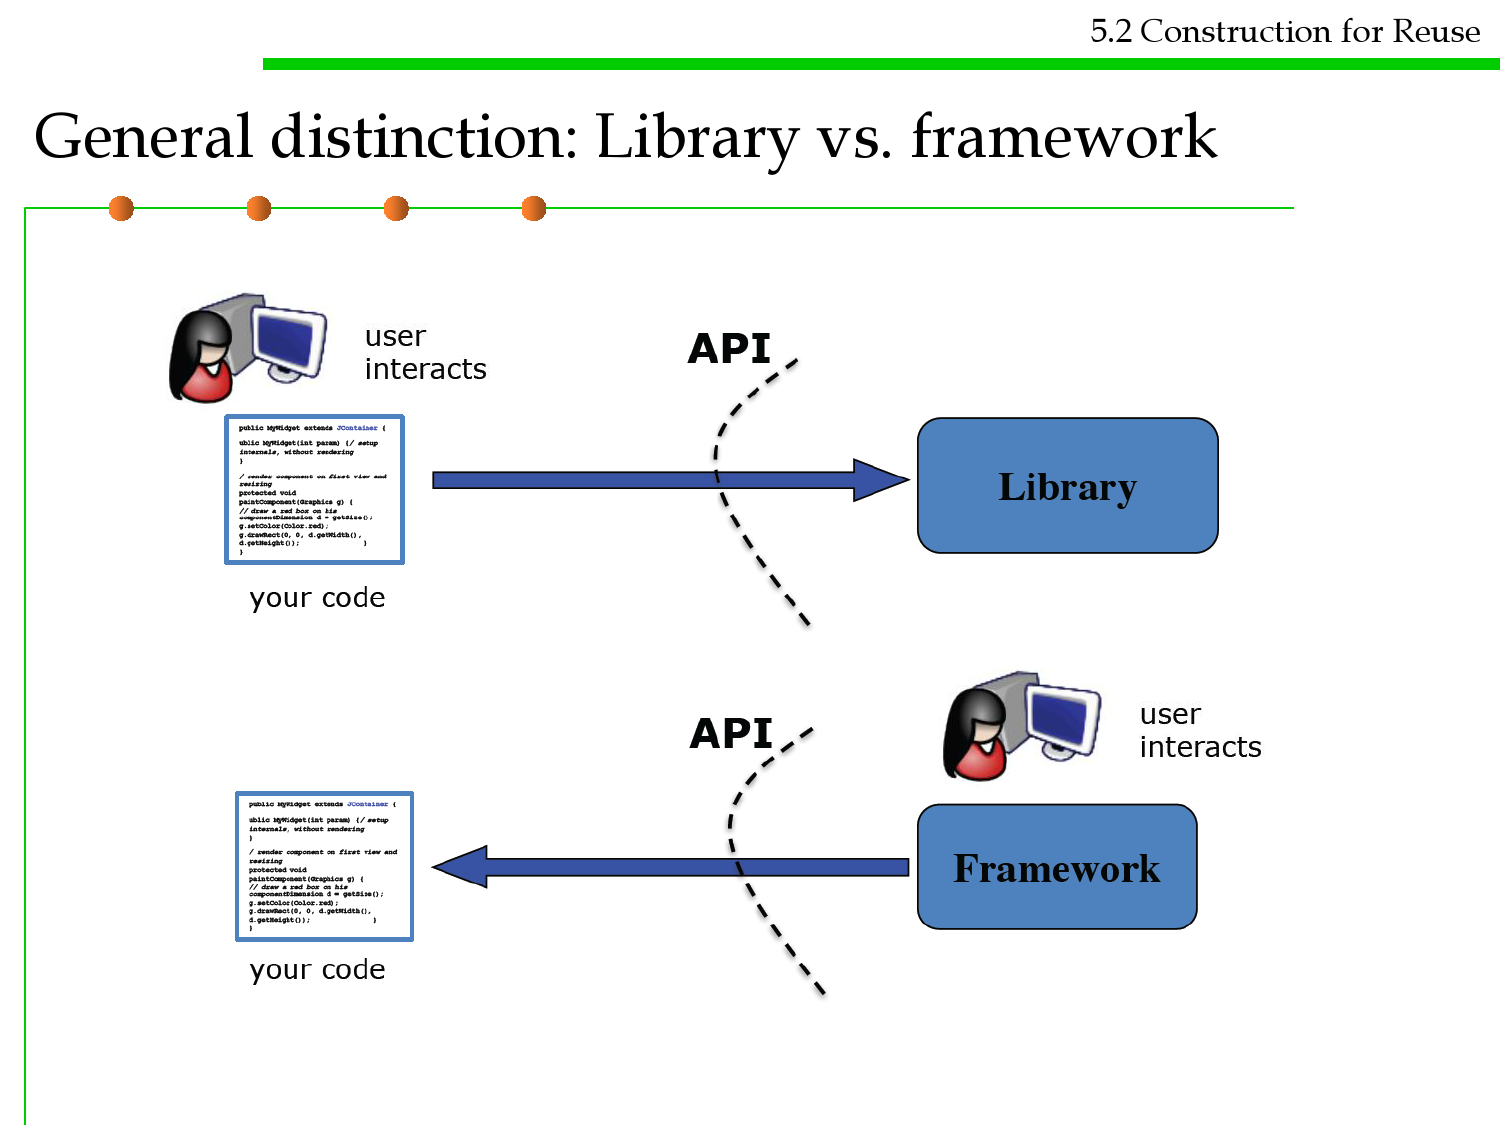 5.2 Construction for Reuse
General distinction: Library vs. framework
user
interacts
API
public MyWidget extends JContainer {
ublic MyWidget(int param) {/ setup
internals, without rendering
}
/ render component on first view and
resizing
protected void
paintComponent(Graphics g) {
// draw a red box on his
componentDimension d = getSize();
g.setColor(Color.red);
g.drawRect(0, 0, d.getWidth(),
d.getHeight()); }
}
Library
your code
user
interacts
API
public MyWidget extends JContainer {
ublic MyWidget(int param) {/ setup
internals, without rendering
}
/ render component on first view and
resizing
protected void
paintComponent(Graphics g) {
// draw a red box on his
componentDimension d = getSize();
g.setColor(Color.red);
g.drawRect(0, 0, d.getWidth(),
d.getHeight()); }
}
Framework
your code